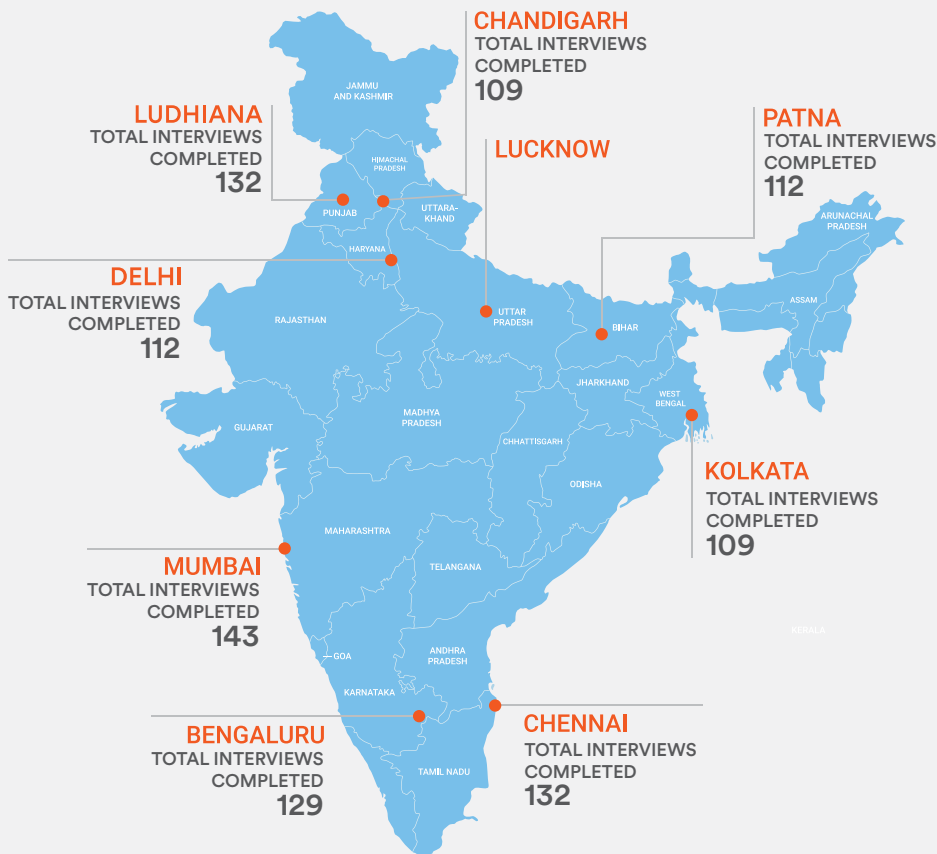 CHANDIGARH
TOTAL INTERVIEWS
COMPLETED
109
JAMMU
AND KASHMIR
LUDHIANA
TOTAL INTERVIEWS
COMPLETED
132
LUCKNOW
PATNA
TOTAL INTERVIEWS
COMPLETED
112
HIMACHAL
PRADESH
PUNJAB
UTTARA-
KHAND
ARUNACHAL
PRADESH
HARYANA
DELHI
TOTAL INTERVIEWS
COMPLETED
112
RAJASTHAN
UTTAR
PRADESH
BIHAR
ASSAM
JHARKHAND
WEST
BENGAL
GUJARAT
MADHYA
PRADESH
CHHATTISGARH
KOLKATA
TOTAL INTERVIEWS
COMPLETED
109
ODISHA
MAHARASHTRA
MUMBAI
TOTAL INTERVIEWS
COMPLETED
143
TELANGANA
KERALA
GOA
ANDHRA
PRADESH
KARNATAKA
BENGALURU
TOTAL INTERVIEWS
COMPLETED
129
CHENNAI
TOTAL INTERVIEWS
COMPLETED
132
TAMIL NADU